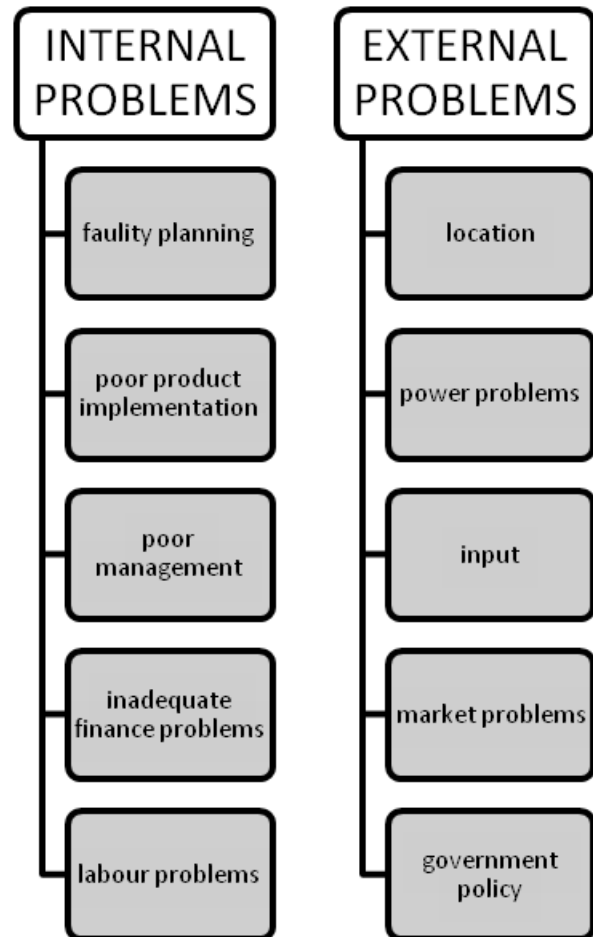 INTERNAL
PROBLEMS
faulity planning
poor product
implementation
poor
management
inadequate
finance problems
labour problems
EXTERNAL
PROBLEMS
location
power problems
input
market problems
government
policy